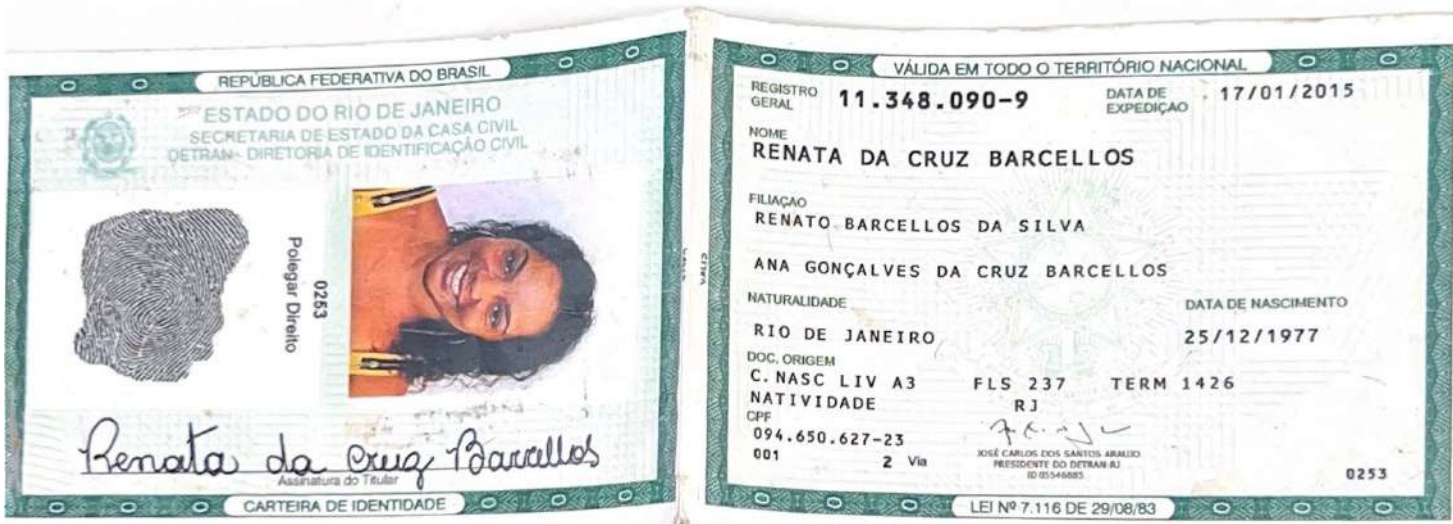 REPÚBLICA FEDERATIVA DO BRASIL
ESTADO DO RIO DE JANEIRO
SECRETARIA DE ESTADO DA CASA CIVIL
DETRAN - DIRETORIA DE IDENTIFICAÇÃO CIVIL
0253
Polegar Direito
Renata da Cruz Barcellos
Assinatura do Titular
CARTEIRA DE IDENTIDADE
VÁLIDA EM TODO O TERRITÓRIO NACIONAL
REGISTRO GERAL 11.348.090-9 DATA DE EXPEDIÇÃO 17/01/2015
NOME
RENATA DA CRUZ BARCELLOS
FILIAÇÃO
RENATO BARCELLOS DA SILVA
ANA GONÇALVES DA CRUZ BARCELLOS
NATURALIDADE DATA DE NASCIMENTO
RIO DE JANEIRO 25/12/1977
DOC. ORIGEM
C. NASC LIV A3 FLS 237 TERM 1426
NATIVIDADE RJ
CPF
094.650.627-23
001 2 Via
JOSÉ CARLOS DOS SANTOS ARAUJO
PRESIDENTE DO DETRAN-RJ
ID 05546885
0253
LEI Nº 7.116 DE 29/08/83